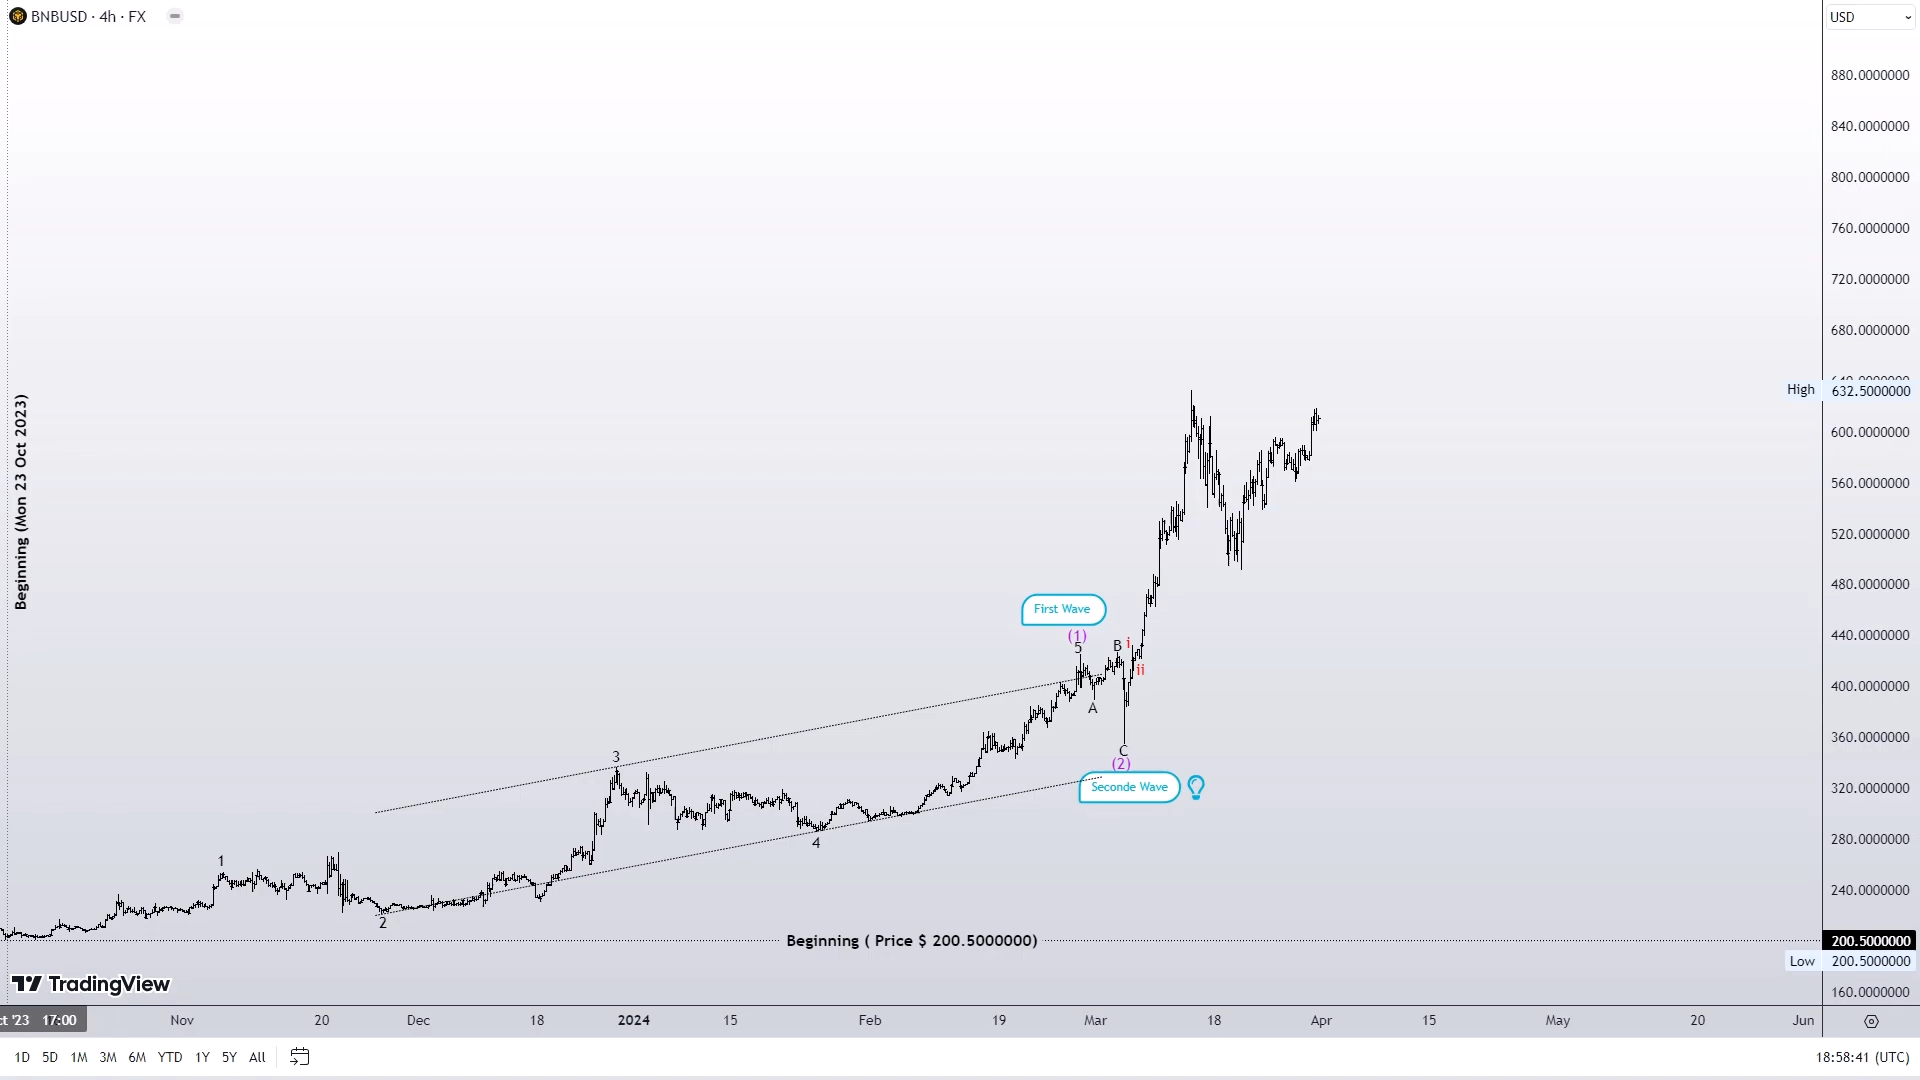 BNBUSD · 4h · FX
USD
880.0000000
840.0000000
800.0000000
760.0000000
720.0000000
680.0000000
640.0000000
High 632.5000000
600.0000000
560.0000000
520.0000000
480.0000000
440.0000000
400.0000000
360.0000000
320.0000000
280.0000000
240.0000000
200.5000000
Low 200.5000000
160.0000000
Beginning (Mon 23 Oct 2023)
First Wave
(1)
5
B i
ii
A
C
(2)
Seconde Wave
3
4
1
2
Beginning ( Price $ 200.5000000)
TradingView
ct '23 17:00 Nov 20 Dec 18 2024 15 Feb 19 Mar 18 Apr 15 May 20 Jun
1D 5D 1M 3M 6M YTD 1Y 5Y All
18:58:41 (UTC)